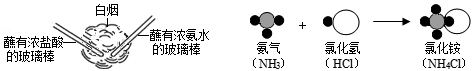 白烟
蘸有浓盐酸
的玻璃棒
蘸有浓氨水
的玻璃棒
+
氨气
(NH3)
氯化氢
(HCl)
氯化铵
(NH4Cl)